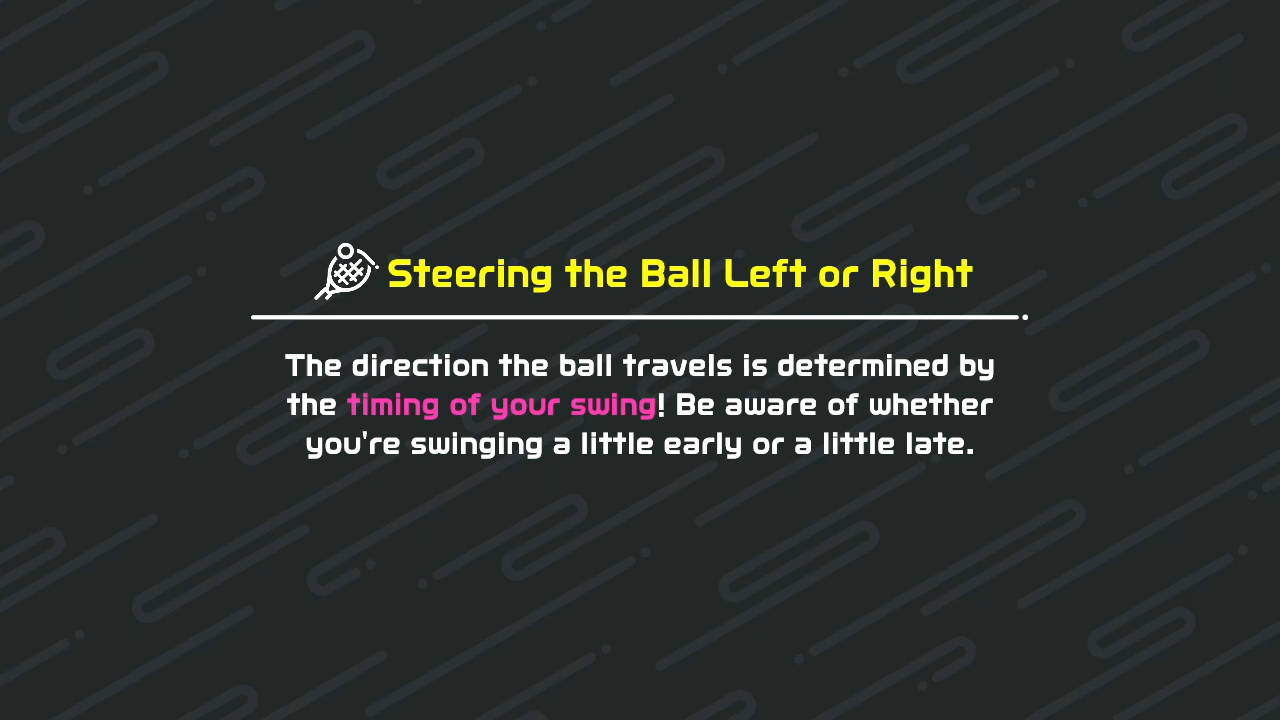 Steering the Ball Left or Right
The direction the ball travels is determined by
the timing of your swing! Be aware of whether
you're swinging a little early or a little late.